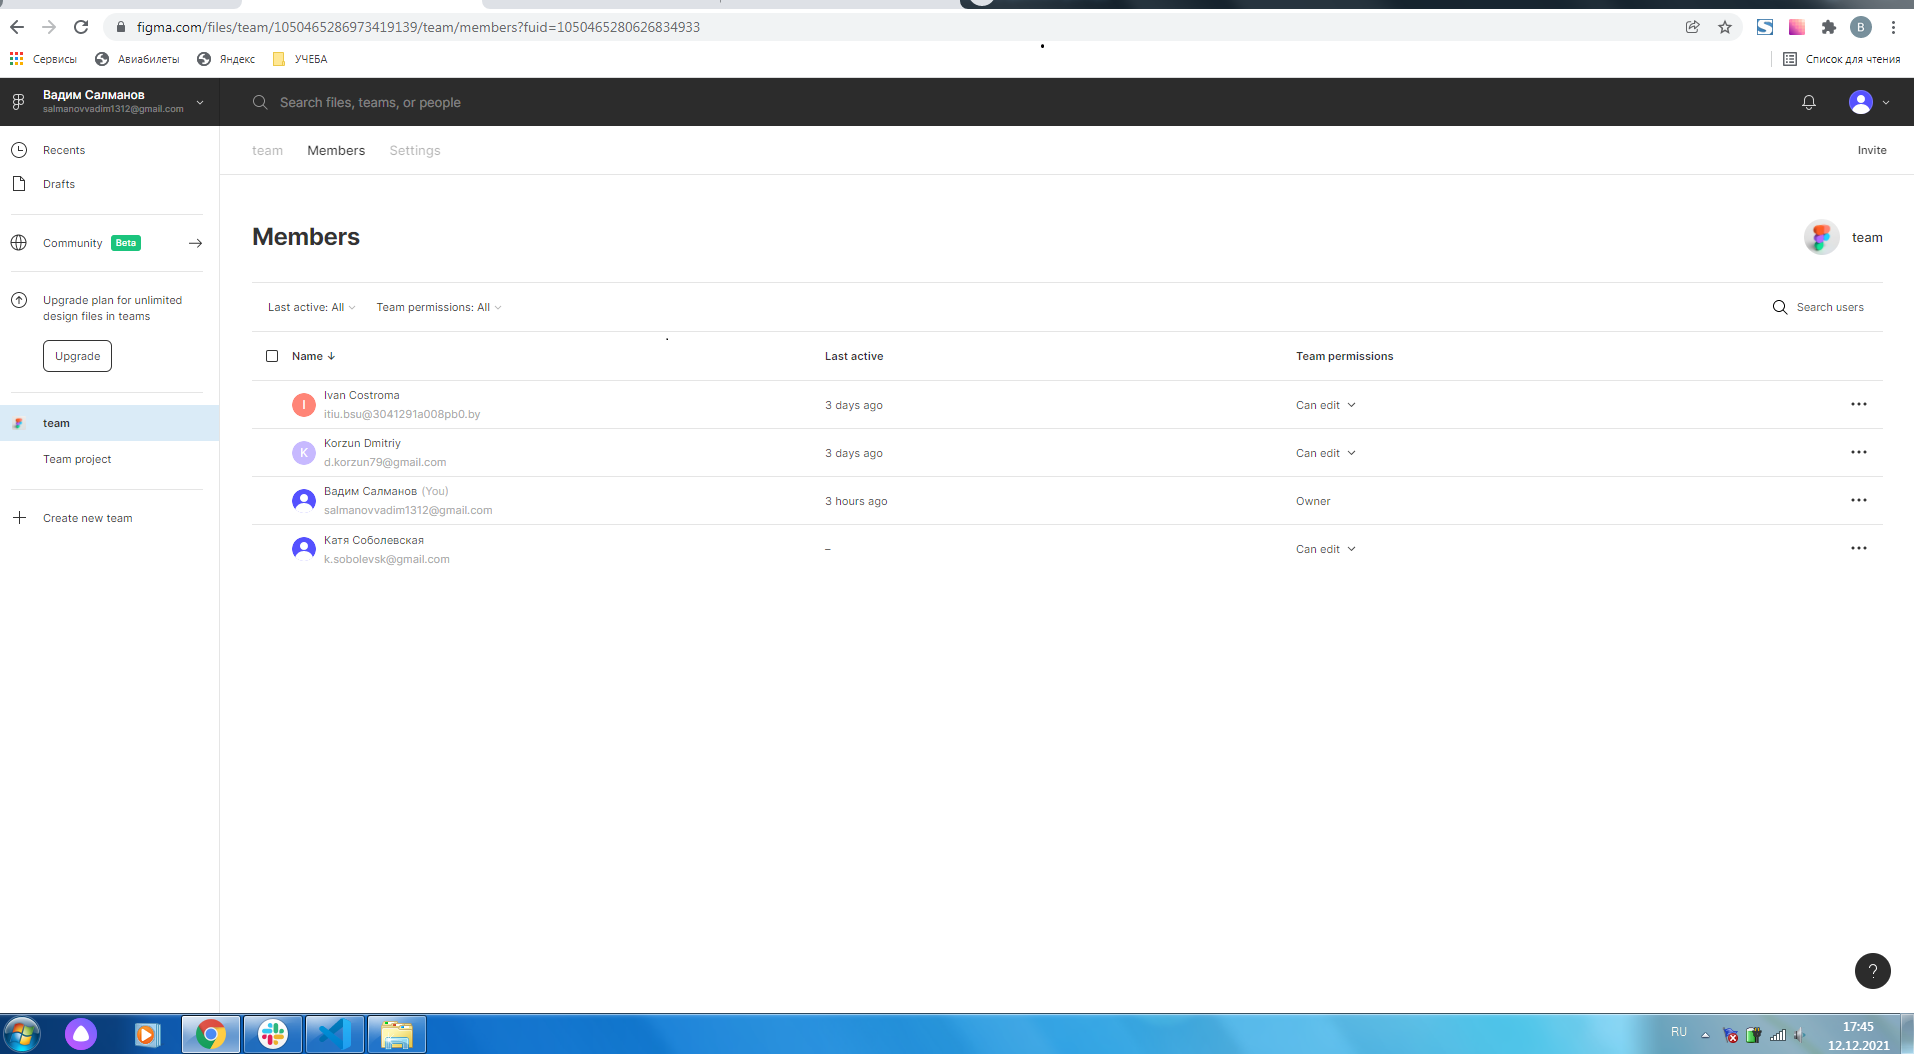 figma.com/files/team/1050465286973419139/team/members?fuid=1050465280626834933
B
Сервисы
Авиабилеты
Яндекс
УЧЕБА
Список для чтения
Вадим Салманов
salmanovvadim1312@gmail.com
Search files, teams, or people
Recents
Drafts
Community
Beta
Upgrade plan for unlimited
design files in teams
Upgrade
team
Team project
Create new team
team
Members
Settings
Invite
Members
team
Last active: All
Team permissions: All
Search users
Name
Last active
Team permissions
I
Ivan Costroma
itiu.bsu@3041291a008pb0.by
3 days ago
Can edit
K
Korzun Dmitriy
d.korzun79@gmail.com
3 days ago
Can edit
Вадим Салманов (You)
salmanovvadim1312@gmail.com
3 hours ago
Owner
Катя Соболевская
k.sobolevsk@gmail.com
–
Can edit
?
RU
17:45
12.12.2021